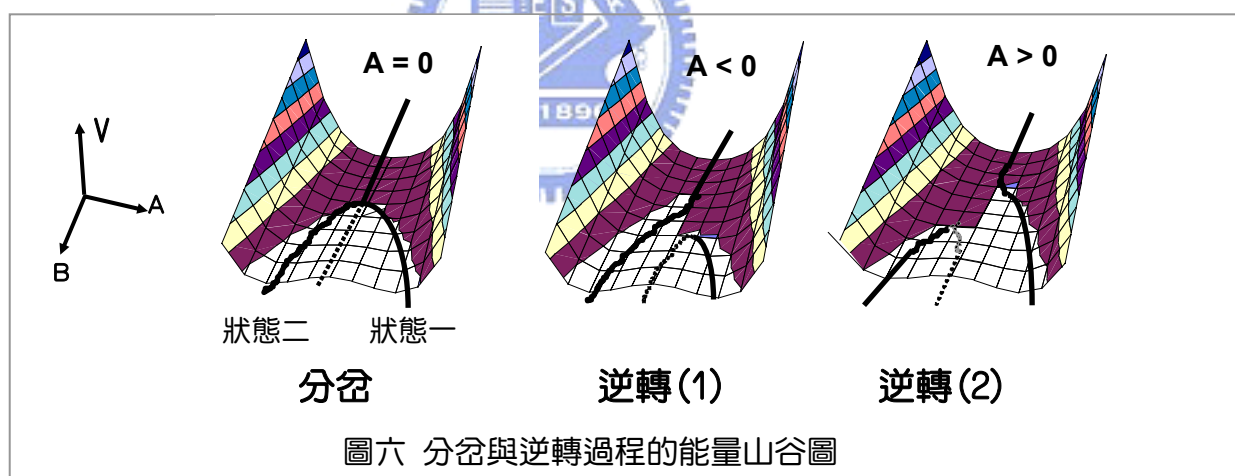 A = 0
A < 0
A > 0
1896
V
A
B
狀態二 狀態一
分岔
逆轉(1)
逆轉(2)
圖六 分岔與逆轉過程的能量山谷圖